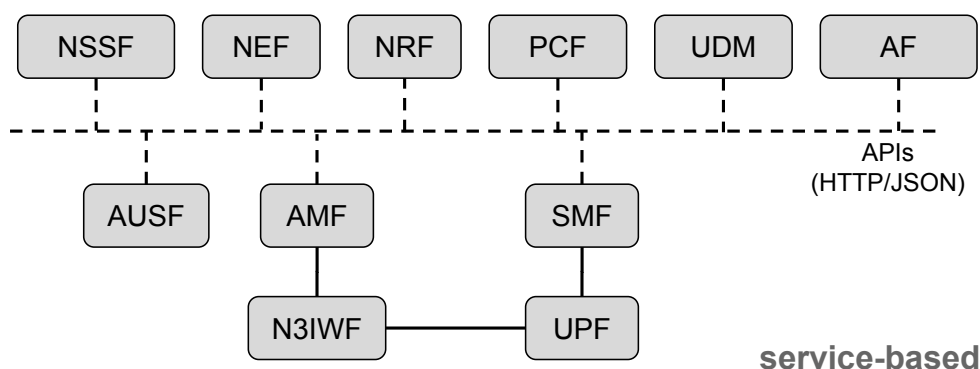 NSSF NEF NRF PCF UDM AF
APIs
(HTTP/JSON)
AUSF AMF SMF
N3IWF UPF
service-based